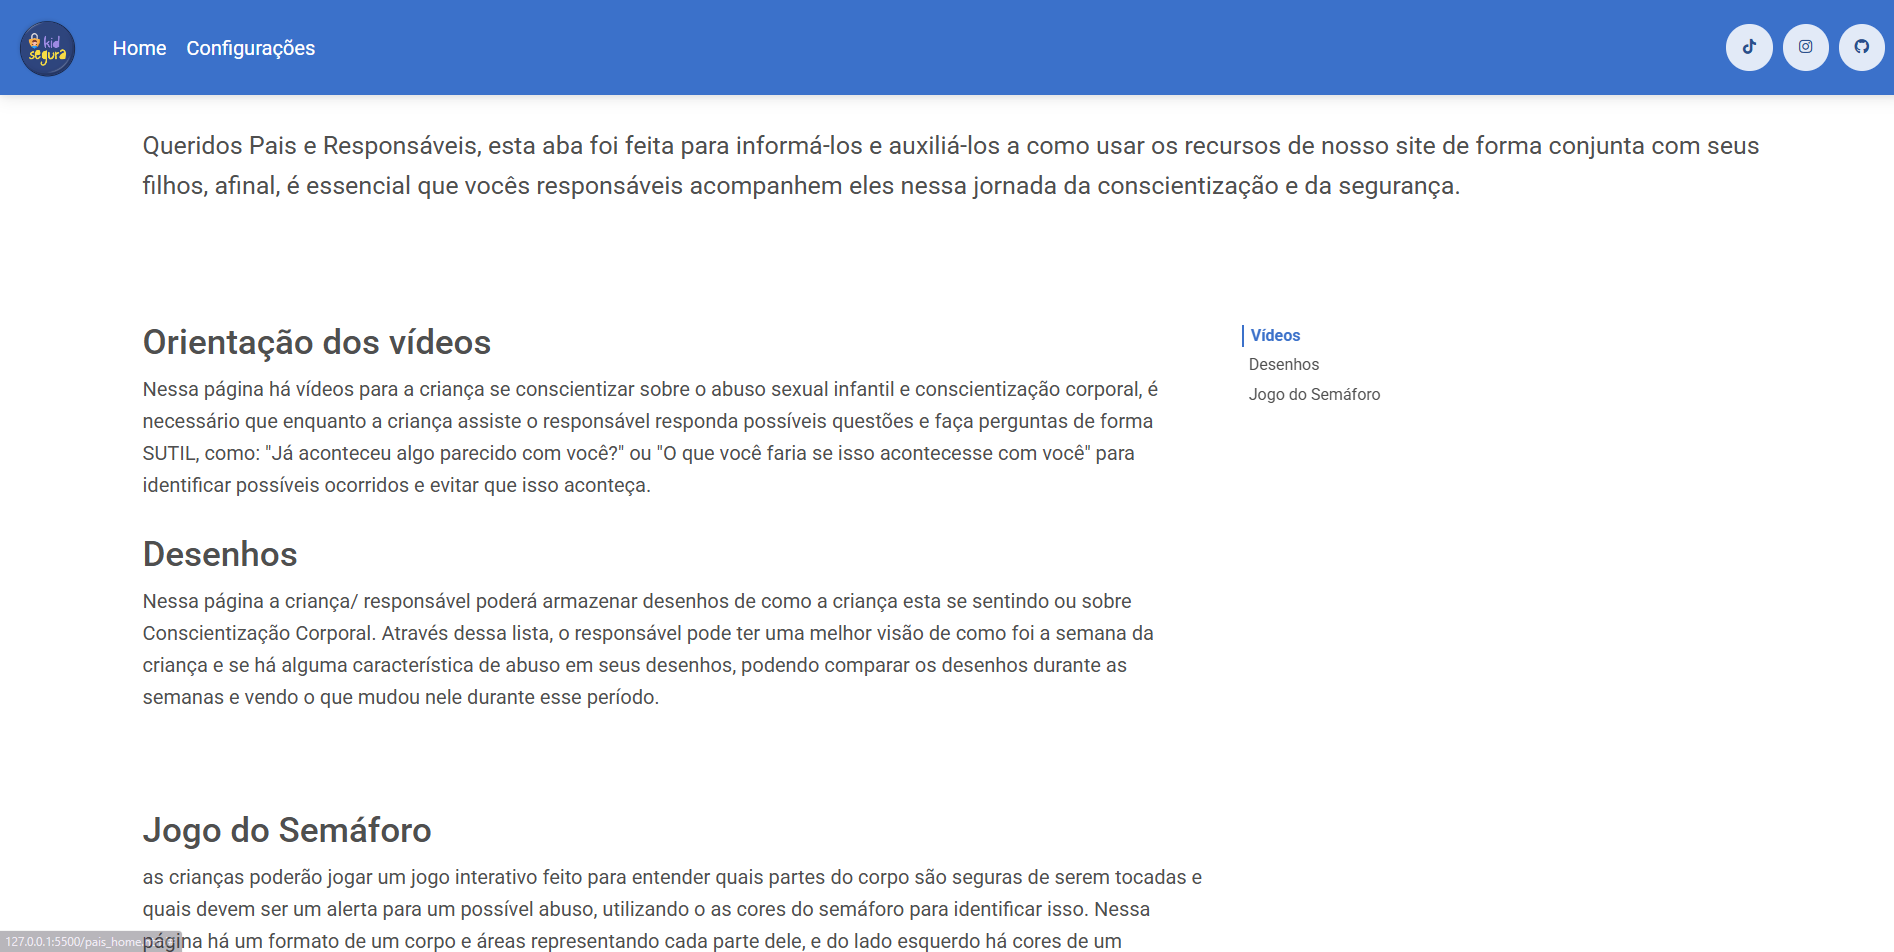 kid
segura
Home
Configurações
Queridos Pais e Responsáveis, esta aba foi feita para informá-los e auxiliá-los a como usar os recursos de nosso site de forma conjunta com seus
filhos, afinal, é essencial que vocês responsáveis acompanhem eles nessa jornada da conscientização e da segurança.
Orientação dos vídeos
Nessa página há vídeos para a criança se conscientizar sobre o abuso sexual infantil e conscientização corporal, é
necessário que enquanto a criança assiste o responsável responda possíveis questões e faça perguntas de forma
SUTIL, como: "Já aconteceu algo parecido com você?" ou "O que você faria se isso acontecesse com você" para
identificar possíveis ocorridos e evitar que isso aconteça.
Vídeos
Desenhos
Jogo do Semáforo
Desenhos
Nessa página a criança/ responsável poderá armazenar desenhos de como a criança esta se sentindo ou sobre
Conscientização Corporal. Através dessa lista, o responsável pode ter uma melhor visão de como foi a semana da
criança e se há alguma característica de abuso em seus desenhos, podendo comparar os desenhos durante as
semanas e vendo o que mudou nele durante esse período.
Jogo do Semáforo
as crianças poderão jogar um jogo interativo feito para entender quais partes do corpo são seguras de serem tocadas e
quais devem ser um alerta para um possível abuso, utilizando o as cores do semáforo para identificar isso. Nessa
página há um formato de um corpo e áreas representando cada parte dele, e do lado esquerdo há cores de um